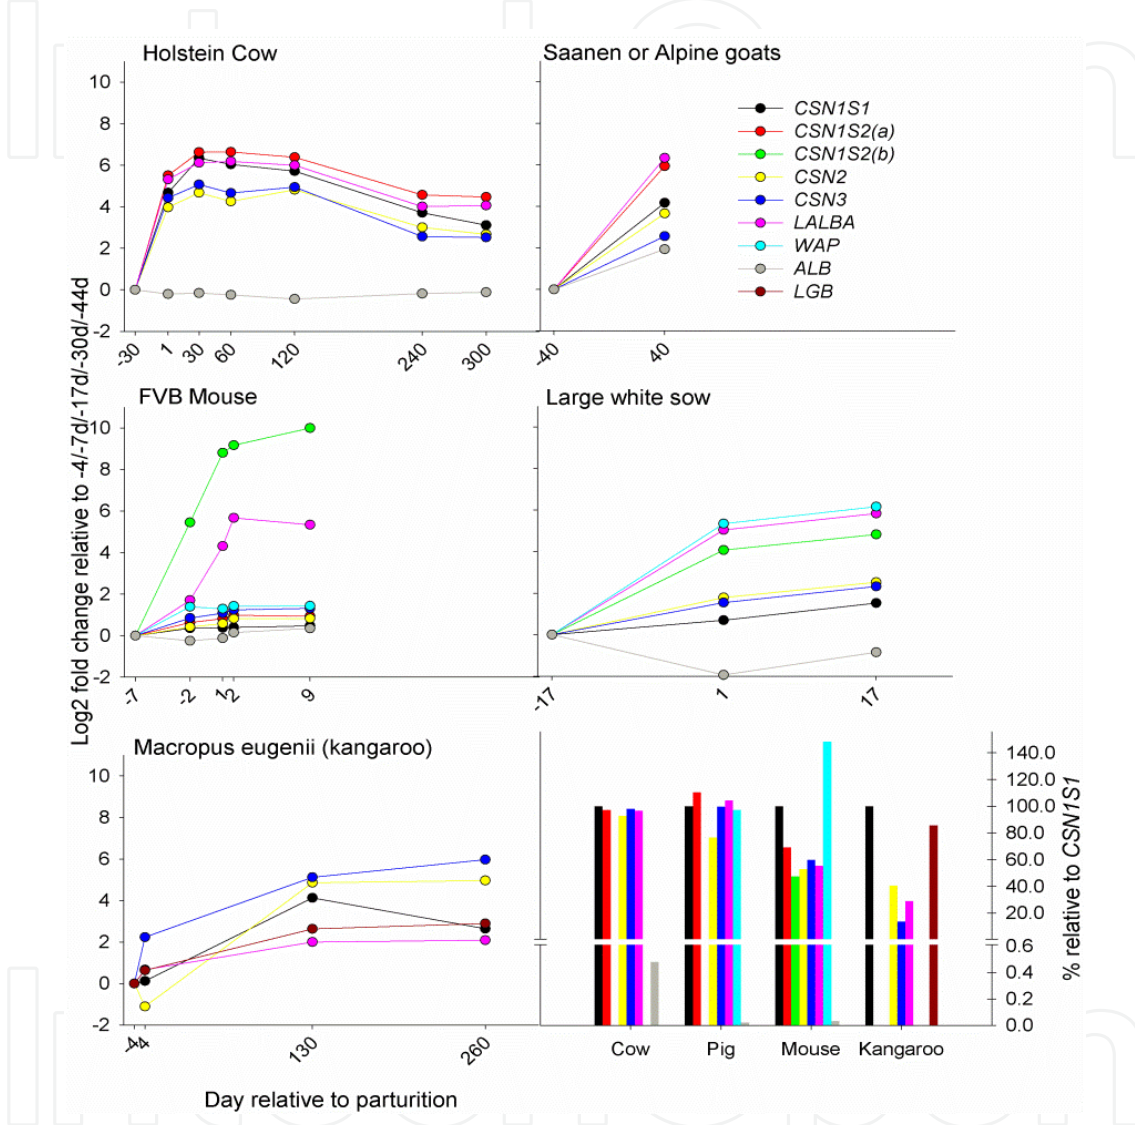 Holstein Cow
Saanen or Alpine goats
10
8
6
4
2
0
-2
-30 1 30 60 120 240 300
-40 40
CSN1S1
CSN1S2(a)
CSN1S2(b)
CSN2
CSN3
LALBA
WAP
ALB
LGB
Log2 fold change relative to -4/-7d/-17d/-30d/-44d
FVB Mouse
Large white sow
10
8
6
4
2
0
-2
-7 -2 1 2 9
-17 1 17
Macropus eugenii (kangaroo)
10
8
6
4
2
0
-2
-4 4 130 260
Day relative to parturition
140.0
120.0
100.0
80.0
60.0
40.0
20.0
0.6
0.4
0.2
0.0
% relative to CSN1S1
Cow Pig Mouse Kangaroo